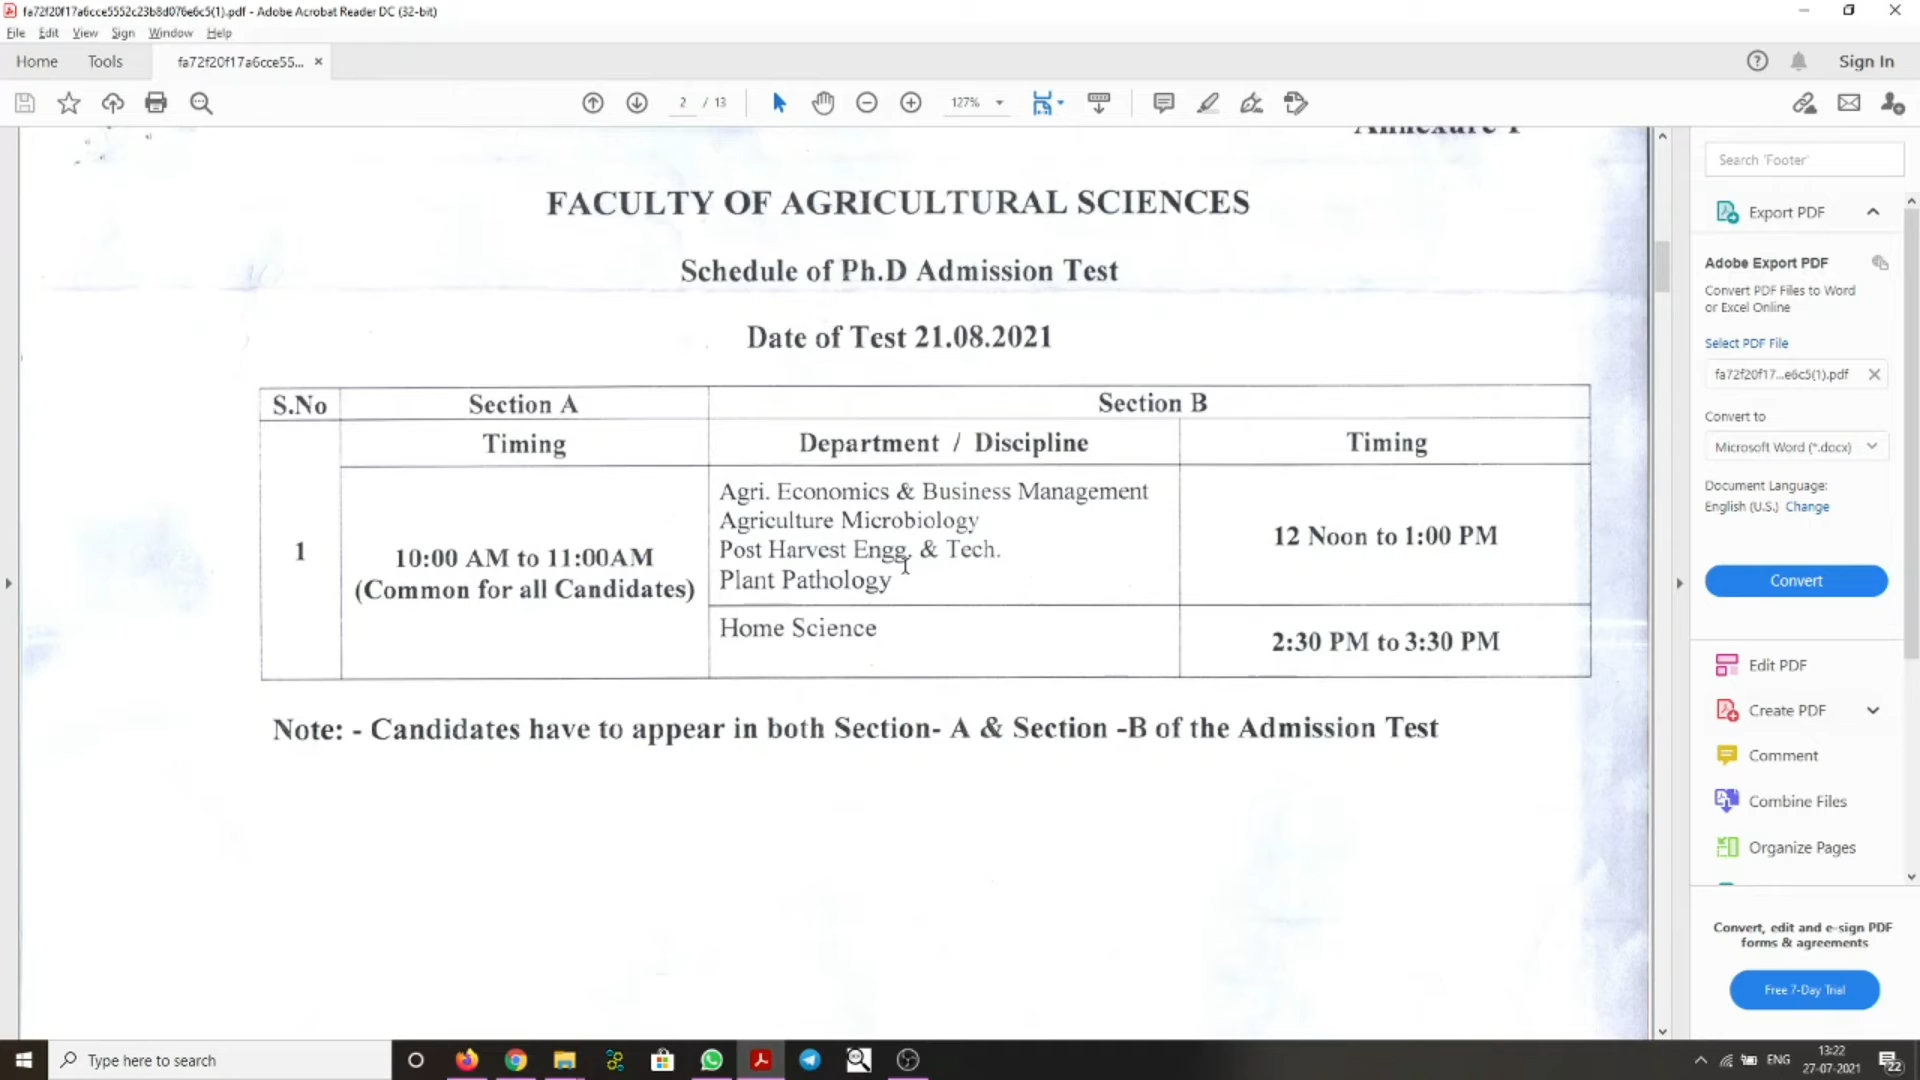 fa72f20f17a6cce5552c23b8d076e6c5(1).pdf - Adobe Acrobat Reader DC (32-bit)
File Edit View Sign Window Help
Home Tools fa72f20f17a6cce55... × Sign In
2 / 13 127%
Annexure I
FACULTY OF AGRICULTURAL SCIENCES
Schedule of Ph.D Admission Test
Date of Test 21.08.2021
S.No Section A Section B
Timing Department / Discipline Timing
1
10:00 AM to 11:00AM
(Common for all Candidates)
Agri. Economics & Business Management
Agriculture Microbiology
Post Harvest Engg. & Tech.
Plant Pathology
12 Noon to 1:00 PM
Home Science
2:30 PM to 3:30 PM
Note: - Candidates have to appear in both Section- A & Section -B of the Admission Test
Search 'Footer'
Export PDF
Adobe Export PDF
Convert PDF Files to Word
or Excel Online
Select PDF File
fa72f20f17...e6c5(1).pdf
Convert to
Microsoft Word (*.docx)
Document Language:
English (U.S.) Change
Convert
Edit PDF
Create PDF
Comment
Combine Files
Organize Pages
Convert, edit and e-sign PDF
forms & agreements
Free 7-Day Trial
Type here to search
ENG
13:22
27-07-2021
22